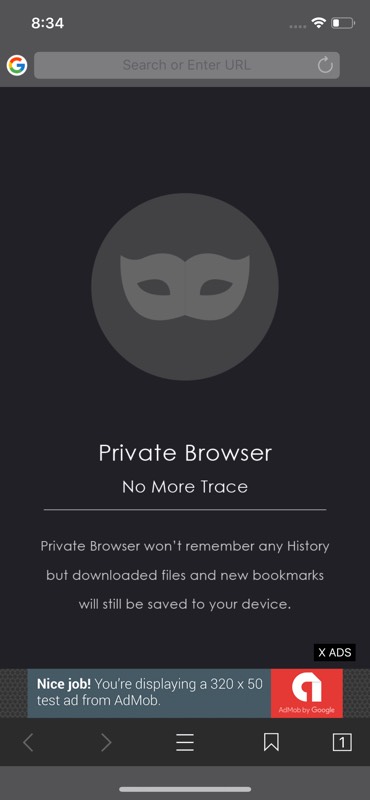 8:34
Search or Enter URL
Private Browser
No More Trace
Private Browser won't remember any History
but downloaded files and new bookmarks
will still be saved to your device.
X ADS
Nice job! You're displaying a 320 x 50
test ad from AdMob.
AdMob by Google
1